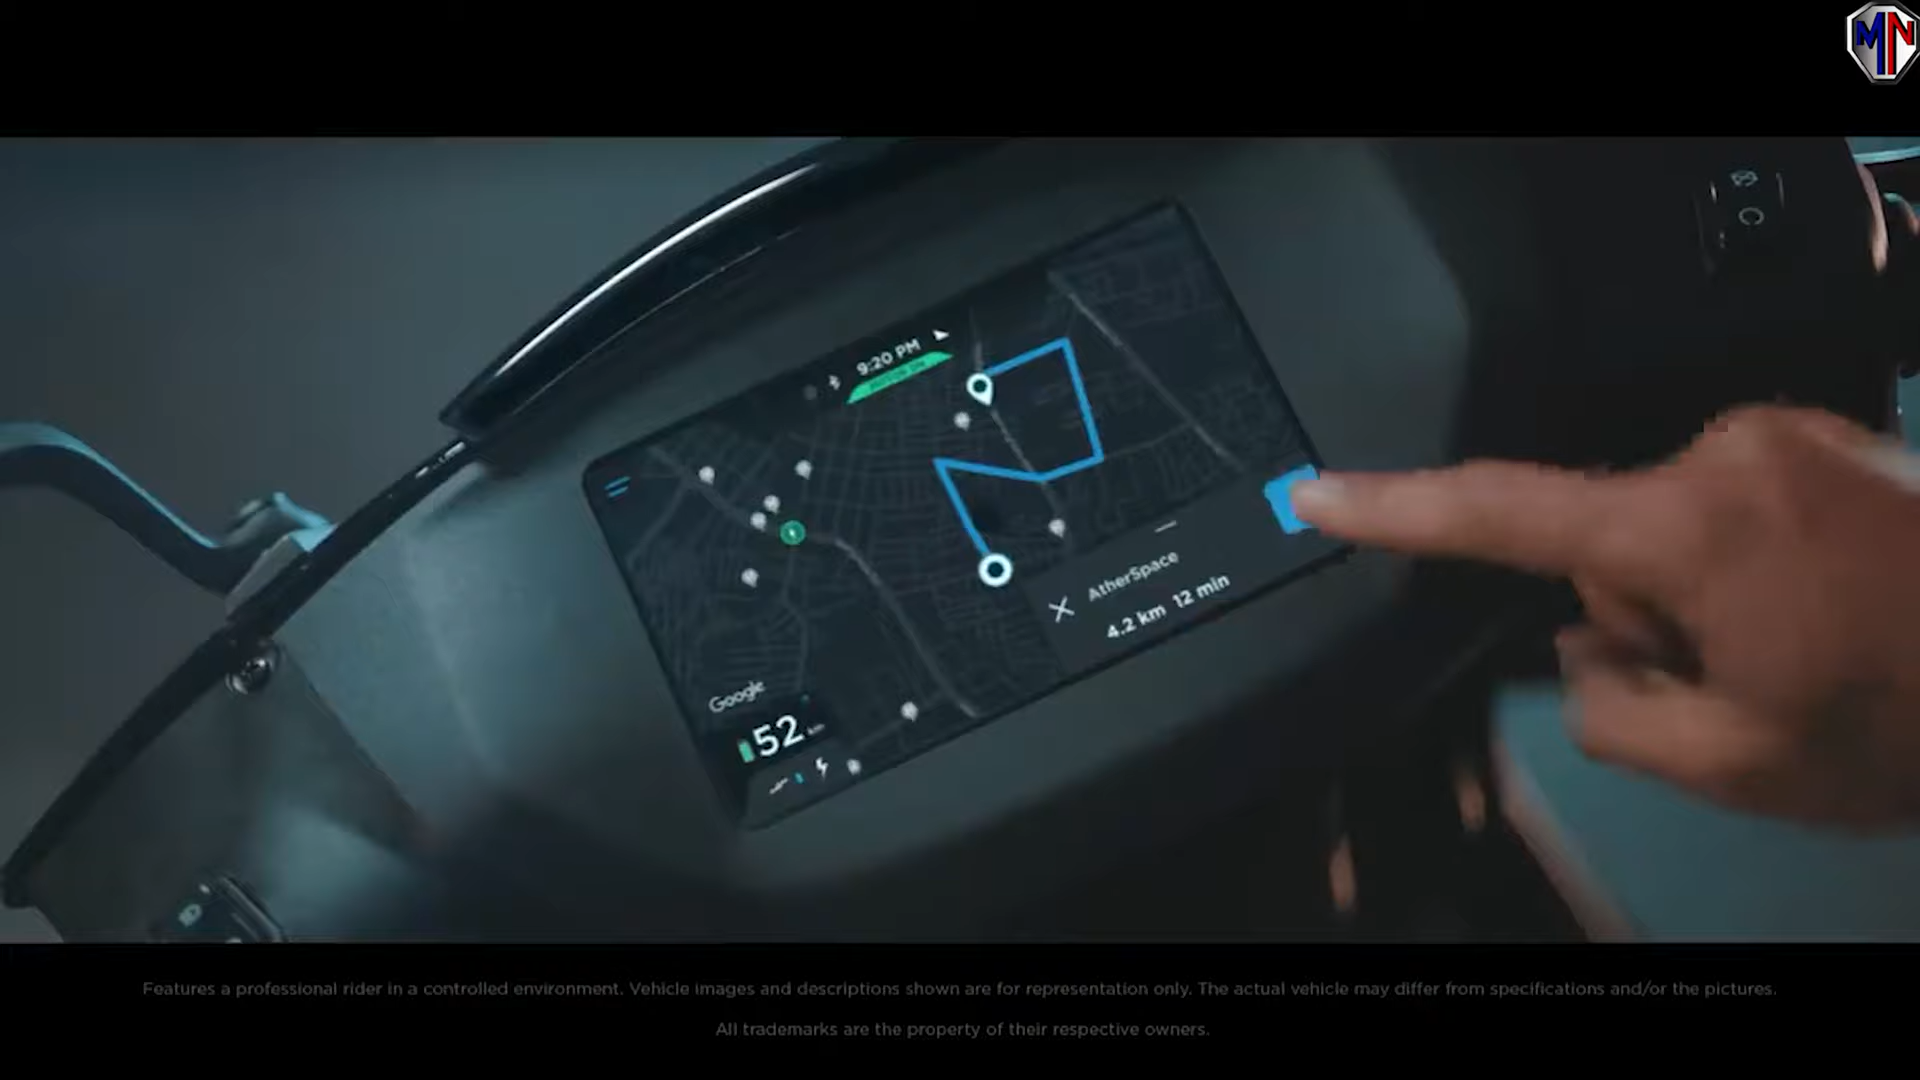 MN
9:20 PM
AtherSpace
4.2 km 12 min
Google
52 km
Features a professional rider in a controlled environment. Vehicle images and descriptions shown are for representation only. The actual vehicle may differ from specifications and/or the pictures.
All trademarks are the property of their respective owners.